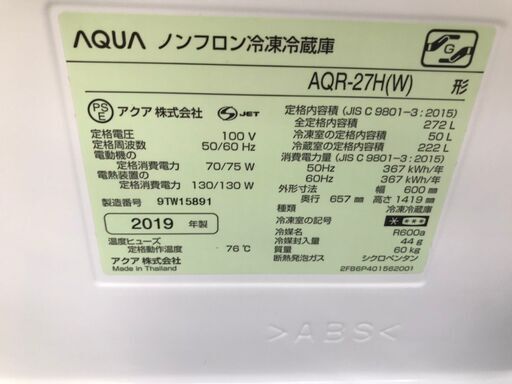 AQUA ノンフロン冷凍冷蔵庫
G
AQR-27H(W) 形
PS
E
アクア株式会社 S JET
定格電圧 100 V
定格周波数 50/60 Hz
電動機の
定格消費電力 70/75 W
電熱装置の
定格消費電力 130/130 W
製造番号 9TW15891
2019 年製
温度ヒューズ
定格動作温度 76℃
アクア株式会社
Made in Thailand
定格内容積 (JIS C 9801-3 : 2015)
全定格内容積 272 L
冷凍室の定格内容積 50 L
冷蔵室の定格内容積 222 L
消費電力量 (JIS C 9801-3 : 2015)
50Hz 367 kWh/年
60Hz 367 kWh/年
外形寸法 幅 600 mm
奥行 657 mm 高さ 1419 mm
種類 冷凍冷蔵庫
冷凍室の記号
冷媒名 R600a
冷媒封入量 44 g
質量 60 kg
断熱発泡ガス シクロペンタン
2FB6P401562001
>ABS<